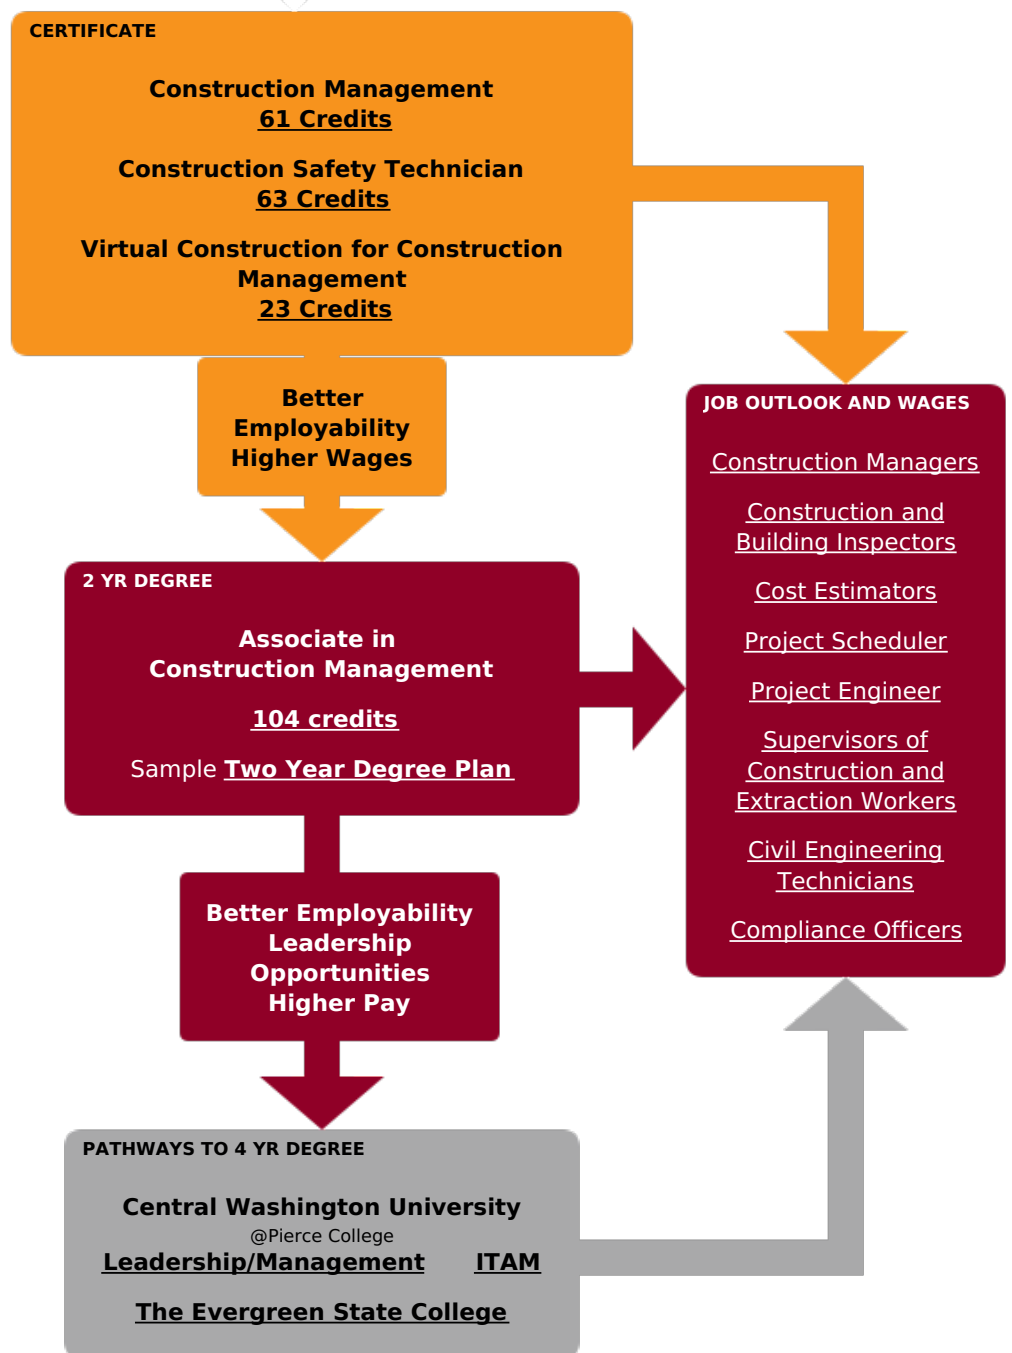 CERTIFICATE
Construction Management
61 Credits
Construction Safety Technician
63 Credits
Virtual Construction for Construction
Management
23 Credits
Better
Employability
Higher Wages
JOB OUTLOOK AND WAGES
Construction Managers
Construction and
Building Inspectors
Cost Estimators
Project Scheduler
Project Engineer
Supervisors of
Construction and
Extraction Workers
Civil Engineering
Technicians
Compliance Officers
2 YR DEGREE
Associate in
Construction Management
104 credits
Sample Two Year Degree Plan
Better Employability
Leadership
Opportunities
Higher Pay
PATHWAYS TO 4 YR DEGREE
Central Washington University
@Pierce College
Leadership/Management ITAM
The Evergreen State College